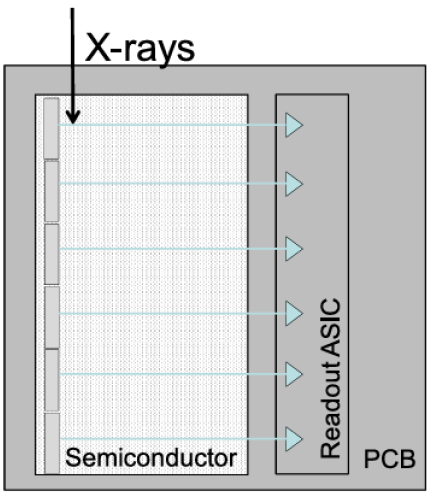 X-rays
Readout ASIC
Semiconductor
PCB